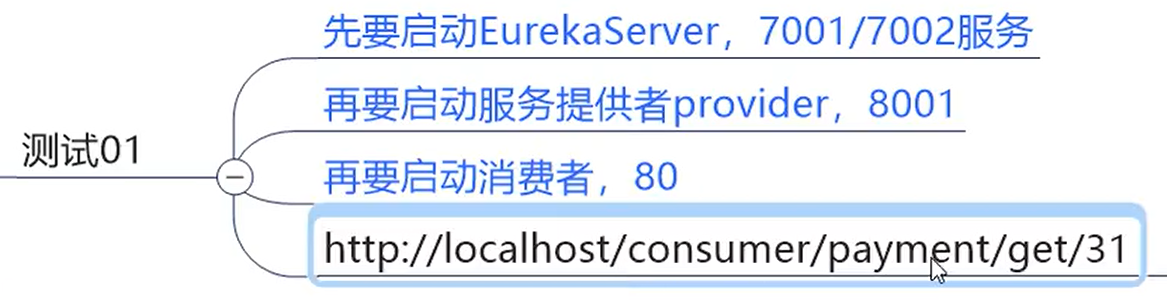 测试01
先要启动EurekaServer，7001/7002服务
再要启动服务提供者provider，8001
再要启动消费者，80
http://localhost/consumer/payment/get/31